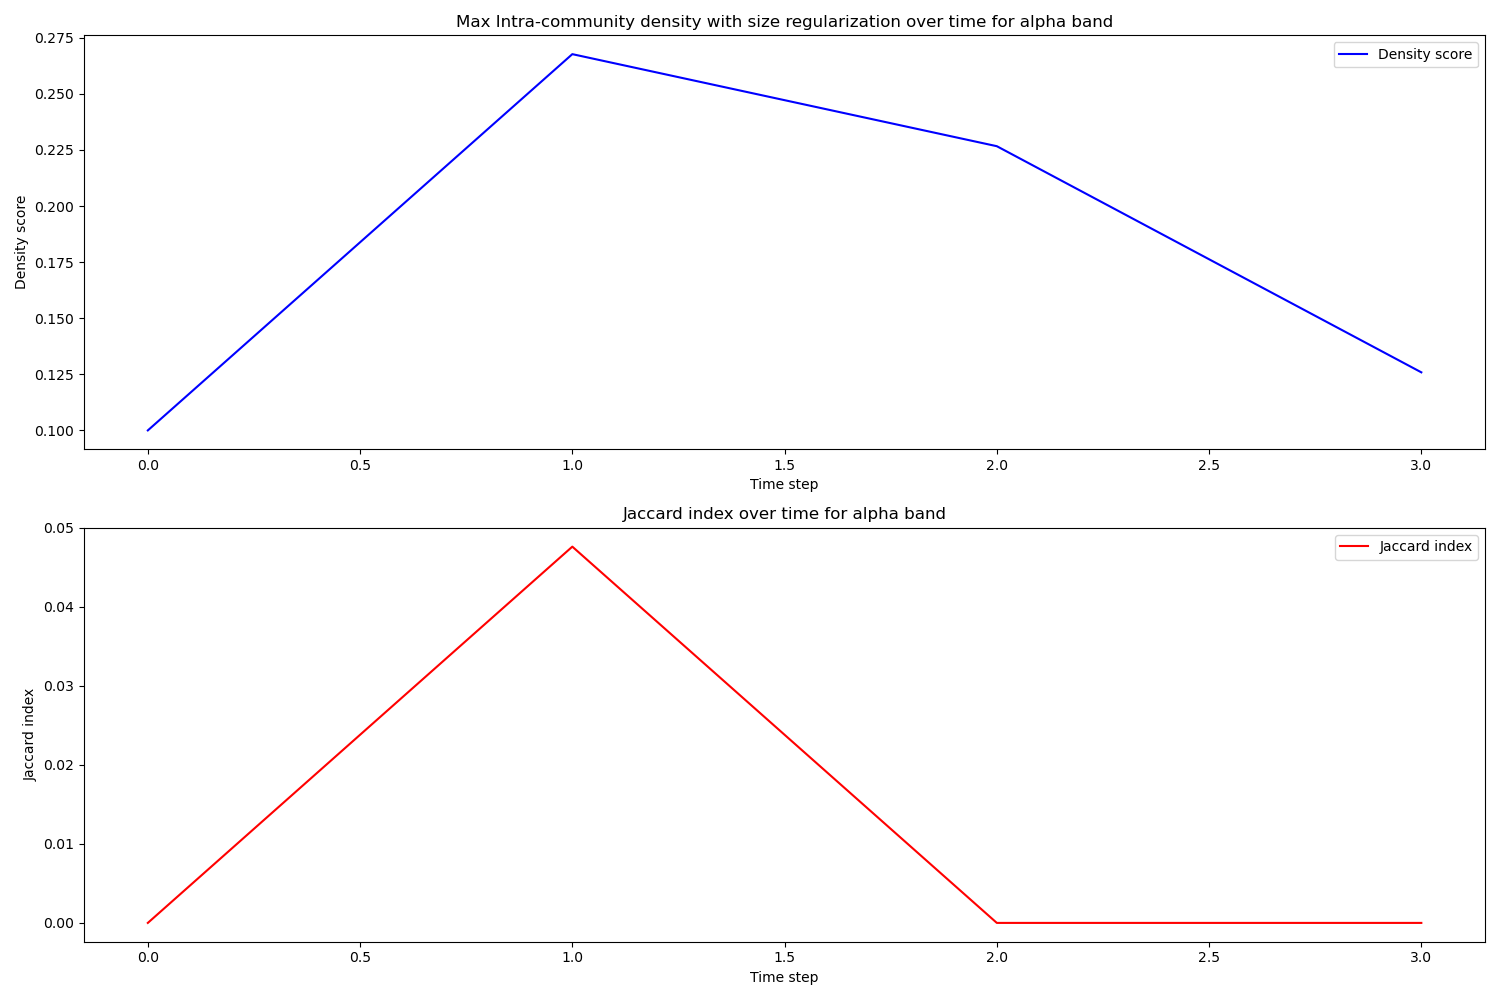 Max Intra-community density with size regularization over time for alpha band
0.275
0.250
0.225
0.200
0.175
0.150
0.125
0.100
Density score
Density score
0.0 0.5 1.0 1.5 2.0 2.5 3.0
Time step
Jaccard index over time for alpha band
0.05
0.04
0.03
0.02
0.01
0.00
Jaccard index
Jaccard index
0.0 0.5 1.0 1.5 2.0 2.5 3.0
Time step